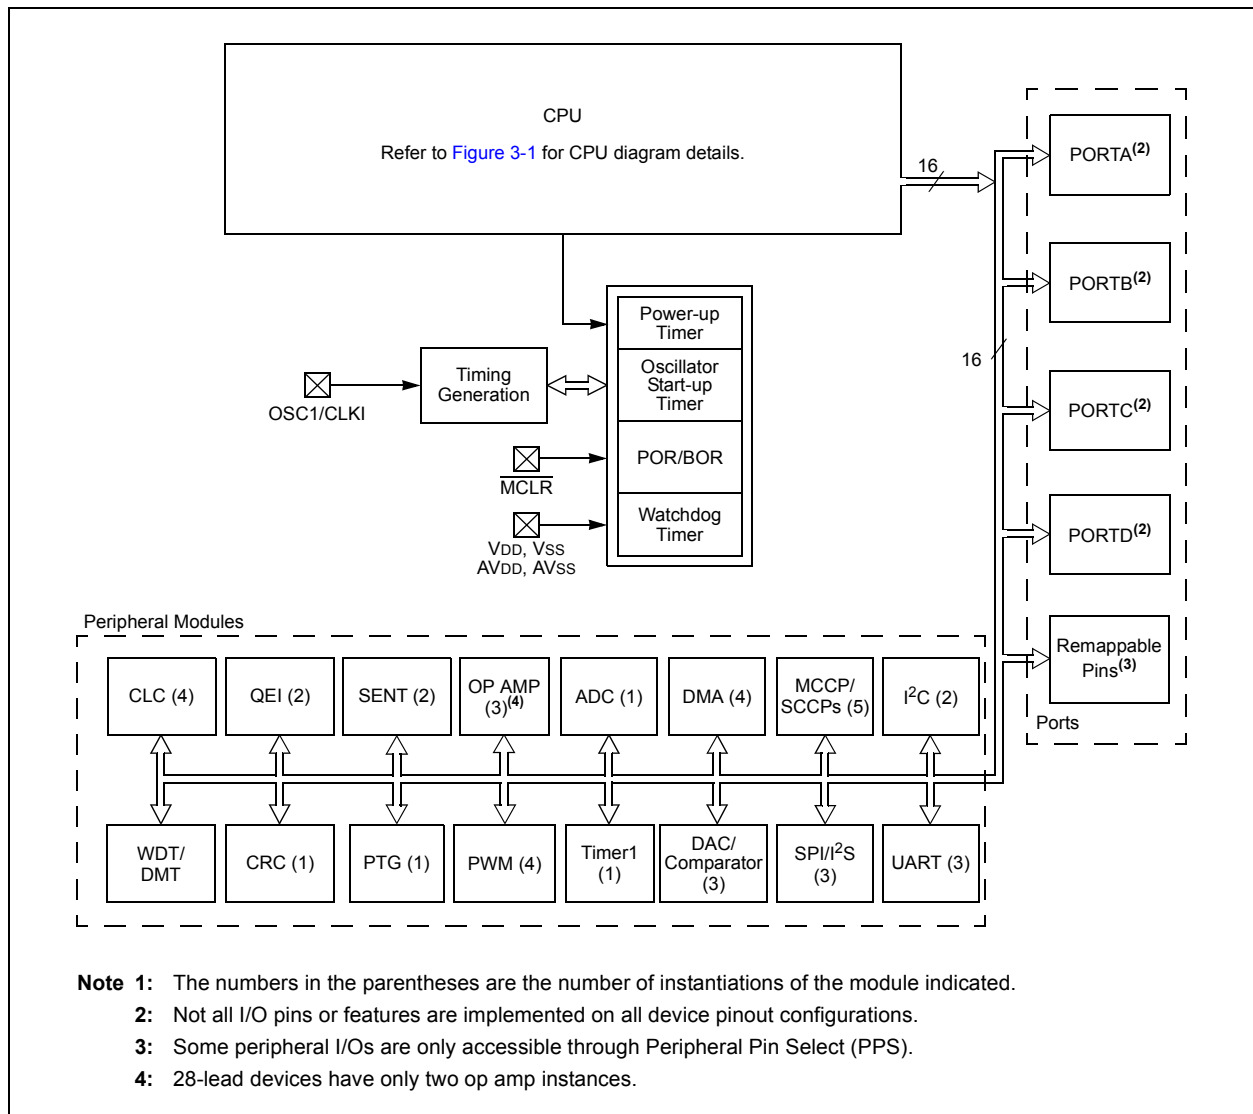 CPU
Refer to Figure 3-1 for CPU diagram details.
16
PORTA(2)
PORTB(2)
16
PORTC(2)
PORTD(2)
Remappable
Pins(3)
Ports
Power-up
Timer
Oscillator
Start-up
Timer
POR/BOR
Watchdog
Timer
Timing
Generation
OSC1/CLKI
MCLR
VDD, VSS
AVDD, AVSS
Peripheral Modules
CLC (4)
QEI (2)
SENT (2)
OP AMP
(3)(4)
ADC (1)
DMA (4)
MCCP/
SCCPs (5)
I2C (2)
WDT/
DMT
CRC (1)
PTG (1)
PWM (4)
Timer1
(1)
DAC/
Comparator
(3)
SPI/I2S
(3)
UART (3)
Note 1: The numbers in the parentheses are the number of instantiations of the module indicated.
2: Not all I/O pins or features are implemented on all device pinout configurations.
3: Some peripheral I/Os are only accessible through Peripheral Pin Select (PPS).
4: 28-lead devices have only two op amp instances.